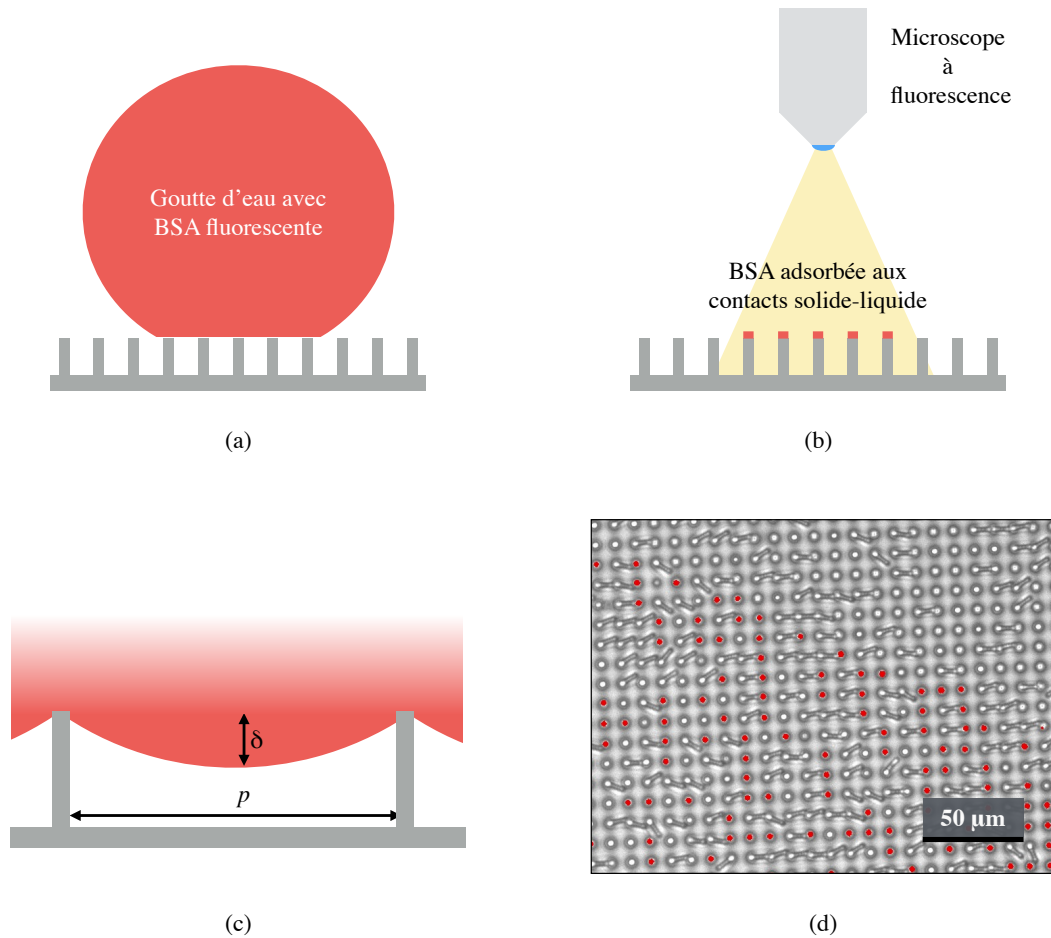 Goutte d'eau avec
BSA fluorescente
(a)
Microscope
à
fluorescence
BSA adsorbée aux
contacts solide-liquide
(b)
δ
p
(c)
50 μm
(d)